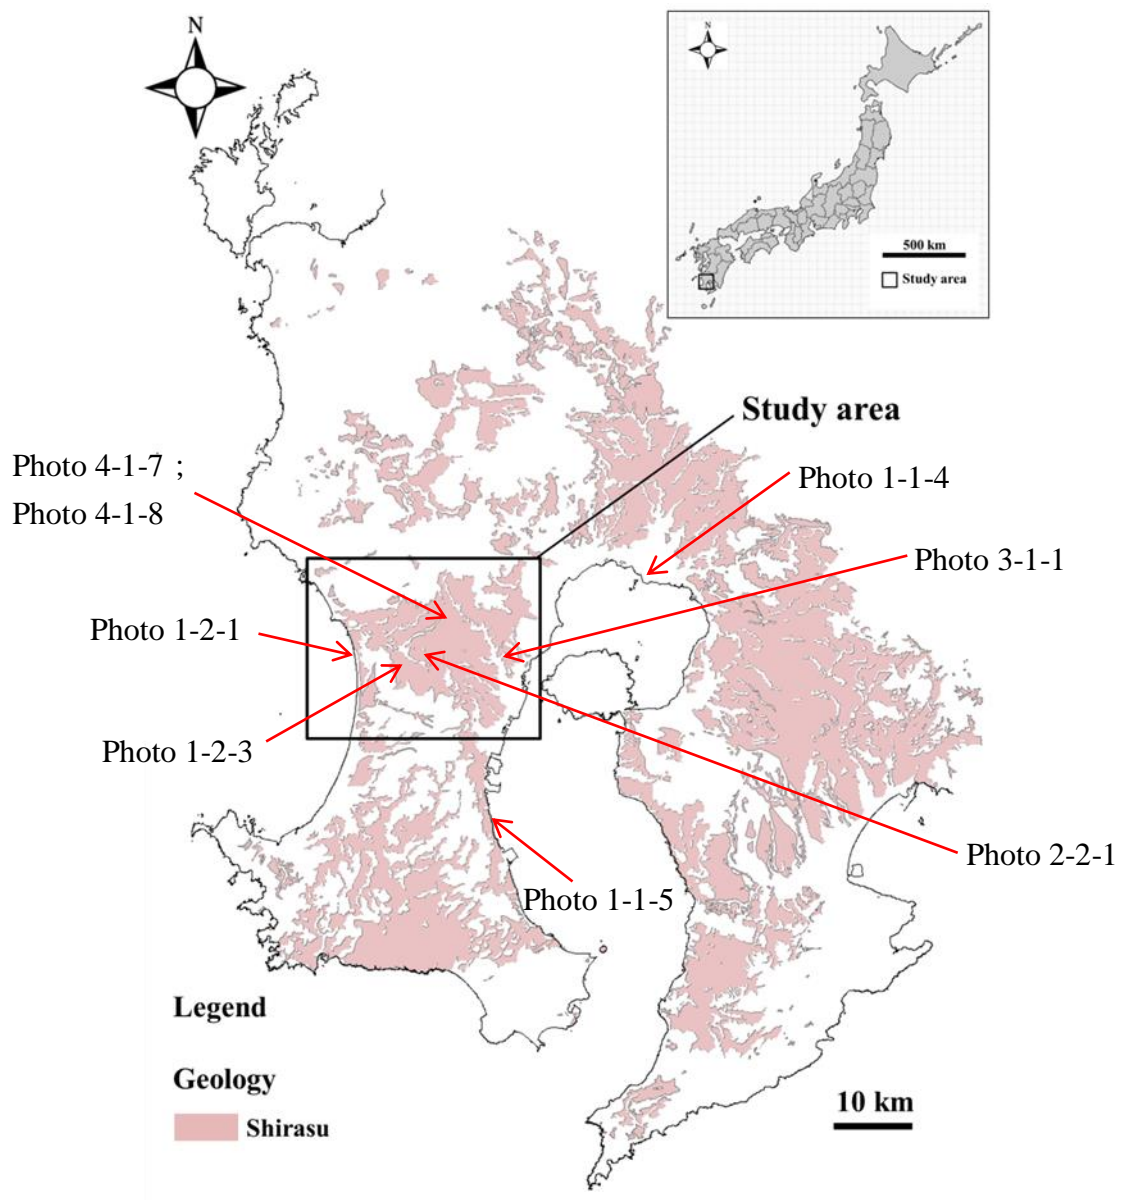 N
500 km
Study area
Study area
Photo 4-1-7 ;
Photo 4-1-8
Photo 1-1-4
Photo 3-1-1
Photo 1-2-1
Photo 1-2-3
Photo 2-2-1
Photo 1-1-5
Legend
Geology
Shirasu
10 km